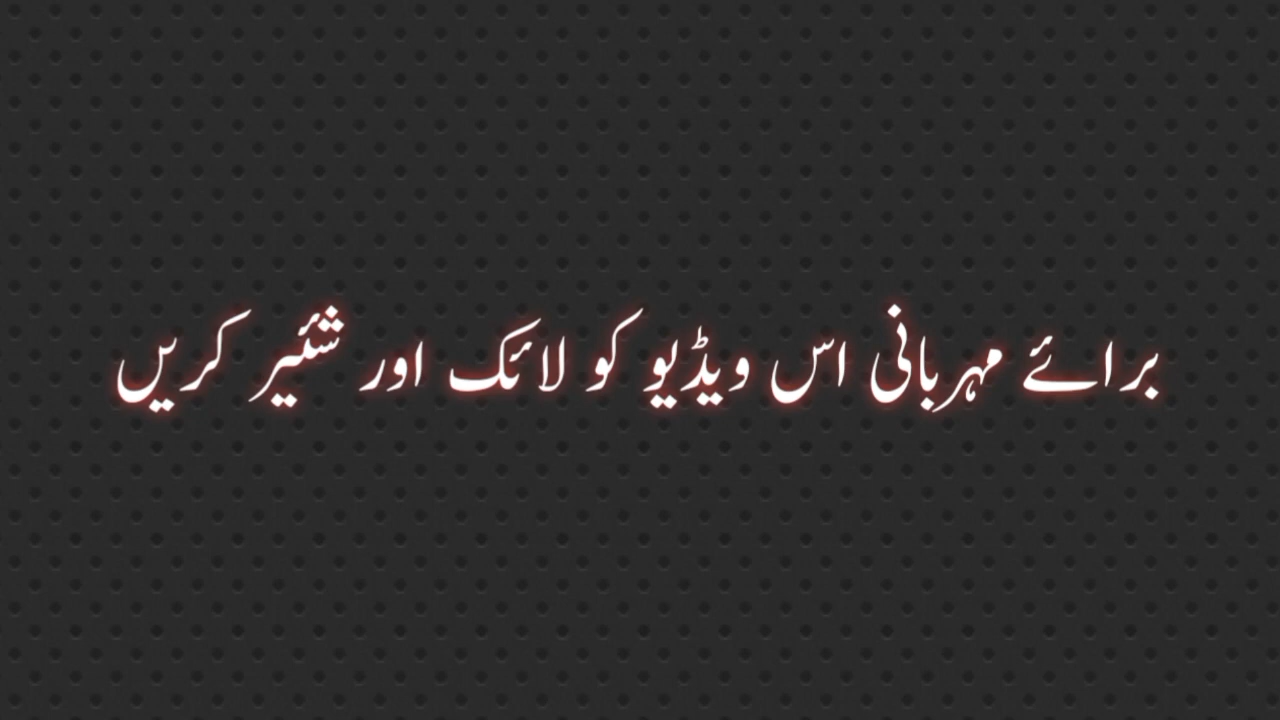 برائے مہربانی اس ویڈیو کو لائک اور شئیر کریں